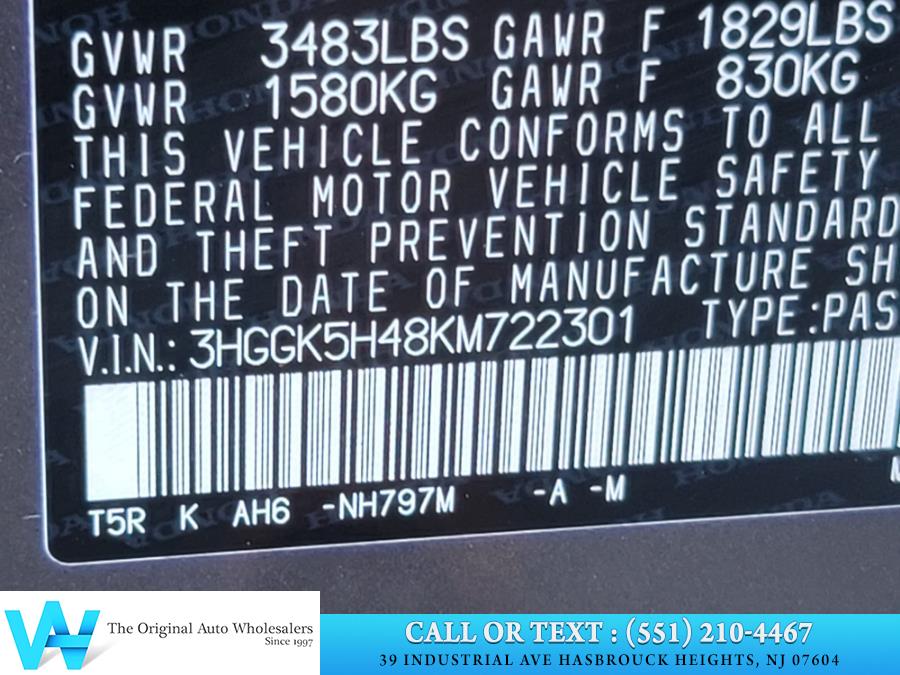 GVWR 3483LBS GAWR F 1829LBS
GVWR 1580KG GAWR F 830KG
THIS VEHICLE CONFORMS TO ALL
FEDERAL MOTOR VEHICLE SAFETY
AND THEFT PREVENTION STANDARD
ON THE DATE OF MANUFACTURE SH
V.I.N.: 3HGGK5H48KM722301 TYPE:PAS
T5R K AH6 -NH797M -A -M
The Original Auto Wholesalers
Since 1997
CALL OR TEXT : (551) 210-4467
39 INDUSTRIAL AVE HASBROUCK HEIGHTS, NJ 07604